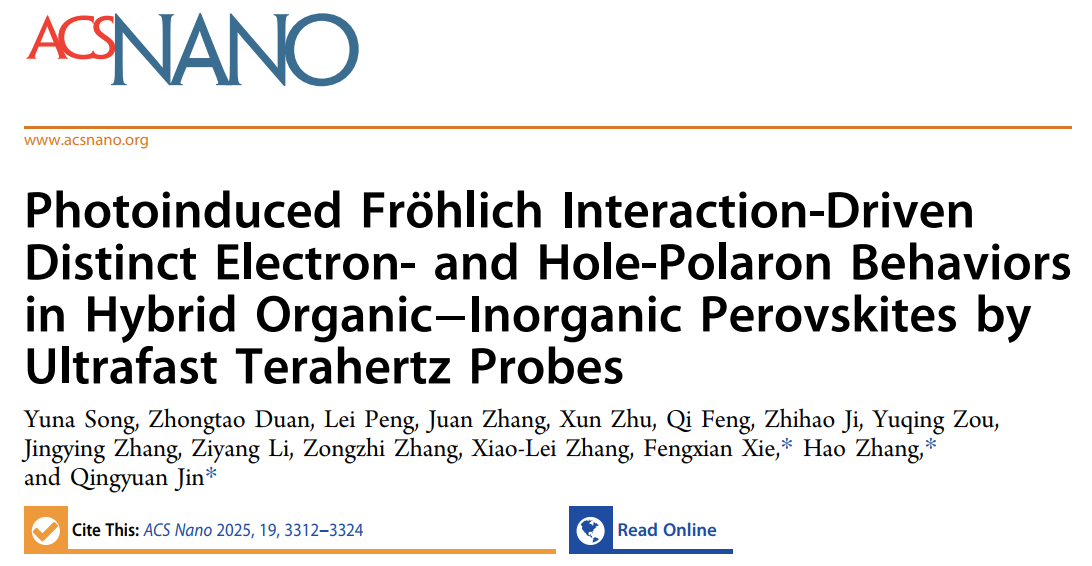 ACSNANO
www.acsnano.org
Photoinduced Fröhlich Interaction-Driven
Distinct Electron- and Hole-Polaron Behaviors
in Hybrid Organic−Inorganic Perovskites by
Ultrafast Terahertz Probes
Yuna Song, Zhongtao Duan, Lei Peng, Juan Zhang, Xun Zhu, Qi Feng, Zhihao Ji, Yuqing Zou,
Jingying Zhang, Ziyang Li, Zongzhi Zhang, Xiao-Lei Zhang, Fengxian Xie,* Hao Zhang,*
and Qingyuan Jin*
Cite This: ACS Nano 2025, 19, 3312−3324
Read Online